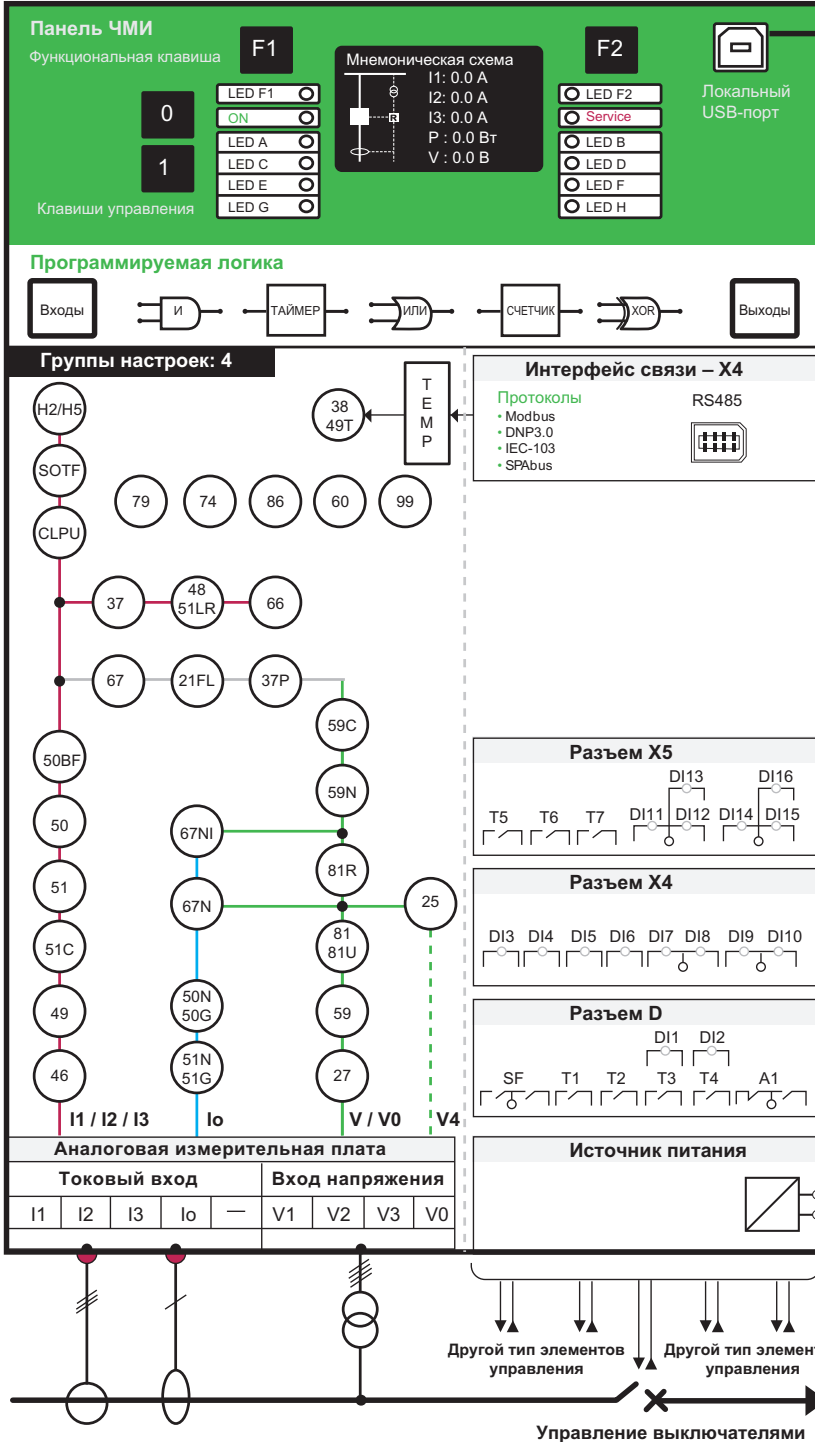 Панель ЧМИ
Функциональная клавиша
F1
F2
Мнемоническая схема
I1: 0.0 A
I2: 0.0 A
I3: 0.0 A
P : 0.0 Вт
V : 0.0 В
R
0
1
Клавиши управления
LED F1
ON
LED A
LED C
LED E
LED G
LED F2
Service
LED B
LED D
LED F
LED H
Локальный
USB-порт
Программируемая логика
Входы
И
ТАЙМЕР
ИЛИ
СЧЕТЧИК
XOR
Выходы
Группы настроек: 4
H2/H5
SOTF
CLPU
38
49T
T
E
M
P
79
74
86
60
99
37
48
51LR
66
67
21FL
37P
59C
50BF
59N
50
67NI
81R
51
67N
25
51C
81
81U
49
50N
50G
59
46
51N
51G
27
I1 / I2 / I3
Io
V / V0
V4
Интерфейс связи – X4
Протоколы
• Modbus
• DNP3.0
• IEC-103
• SPAbus
RS485
Разъем X5
DI13 DI16
T5 T6 T7 DI11 DI12 DI14 DI15
Разъем X4
DI3 DI4 DI5 DI6 DI7 DI8 DI9 DI10
Разъем D
DI1 DI2
SF T1 T2 T3 T4 A1
Аналоговая измерительная плата
Токовый вход
Вход напряжения
I1 I2 I3 Io — V1 V2 V3 V0
Источник питания
Другой тип элементов
управления
Другой тип элемент
управления
Управление выключателями